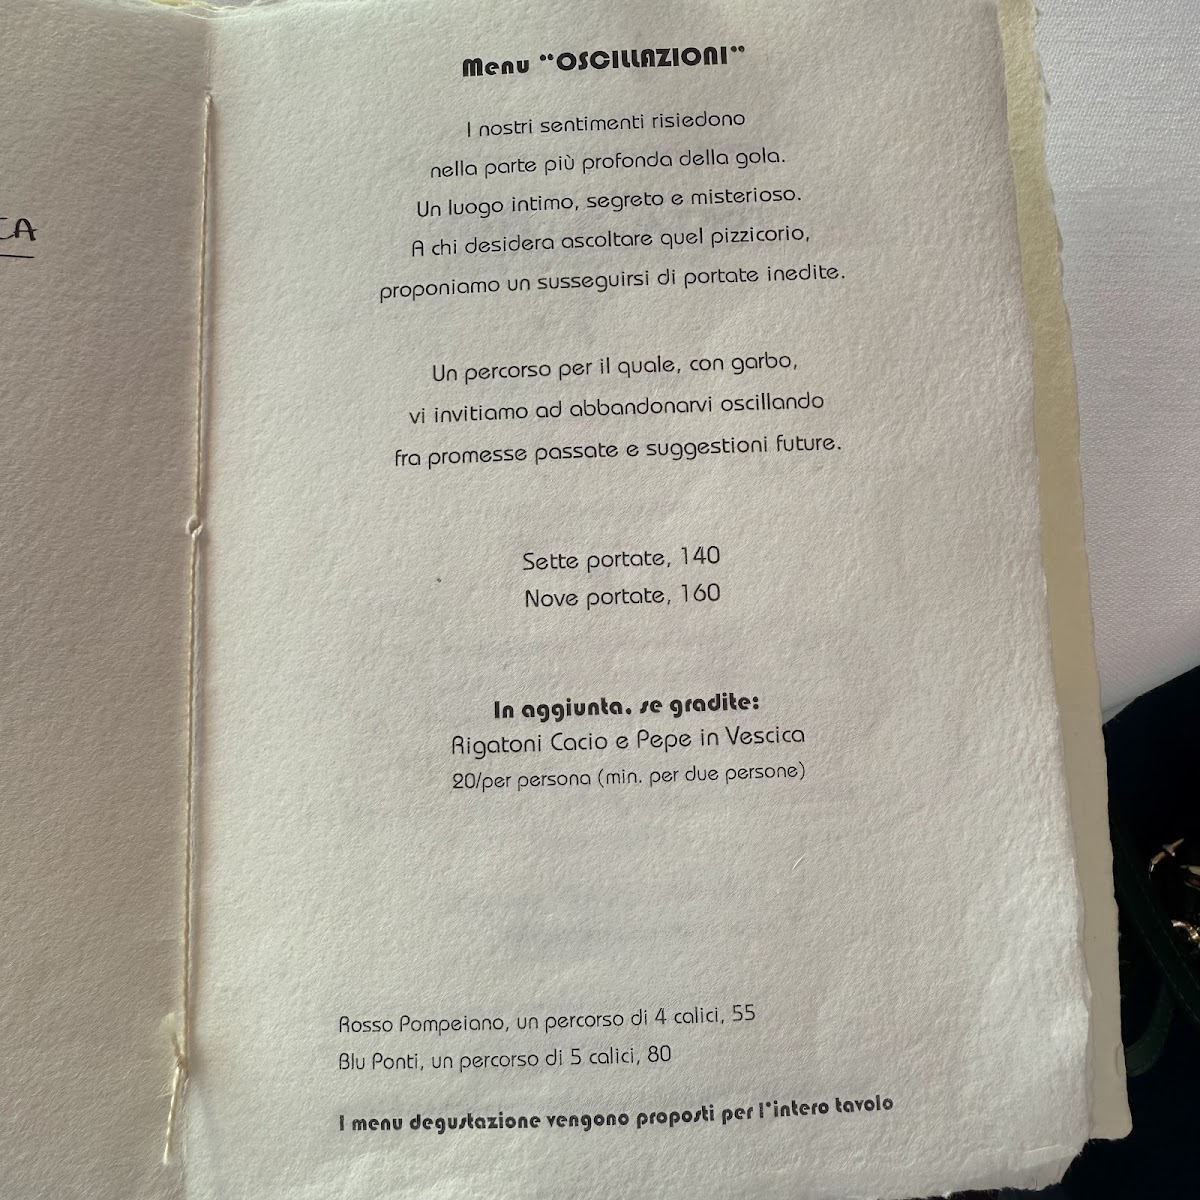 Menu "OSCILLAZIONI"
I nostri sentimenti risiedono
nella parte più profonda della gola.
Un luogo intimo, segreto e misterioso.
A chi desidera ascoltare quel pizzicorio,
proponiamo un susseguirsi di portate inedite.
Un percorso per il quale, con garbo,
vi invitiamo ad abbandonarvi oscillando
fra promesse passate e suggestioni future.
Sette portate, 140
Nove portate, 160
In aggiunta, se gradite:
Rigatoni Cacio e Pepe in Vescica
20/per persona (min. per due persone)
Rosso Pompeiano, un percorso di 4 calici, 55
Blu Ponti, un percorso di 5 calici, 80
I menu degustazione vengono proposti per l'intero tavolo